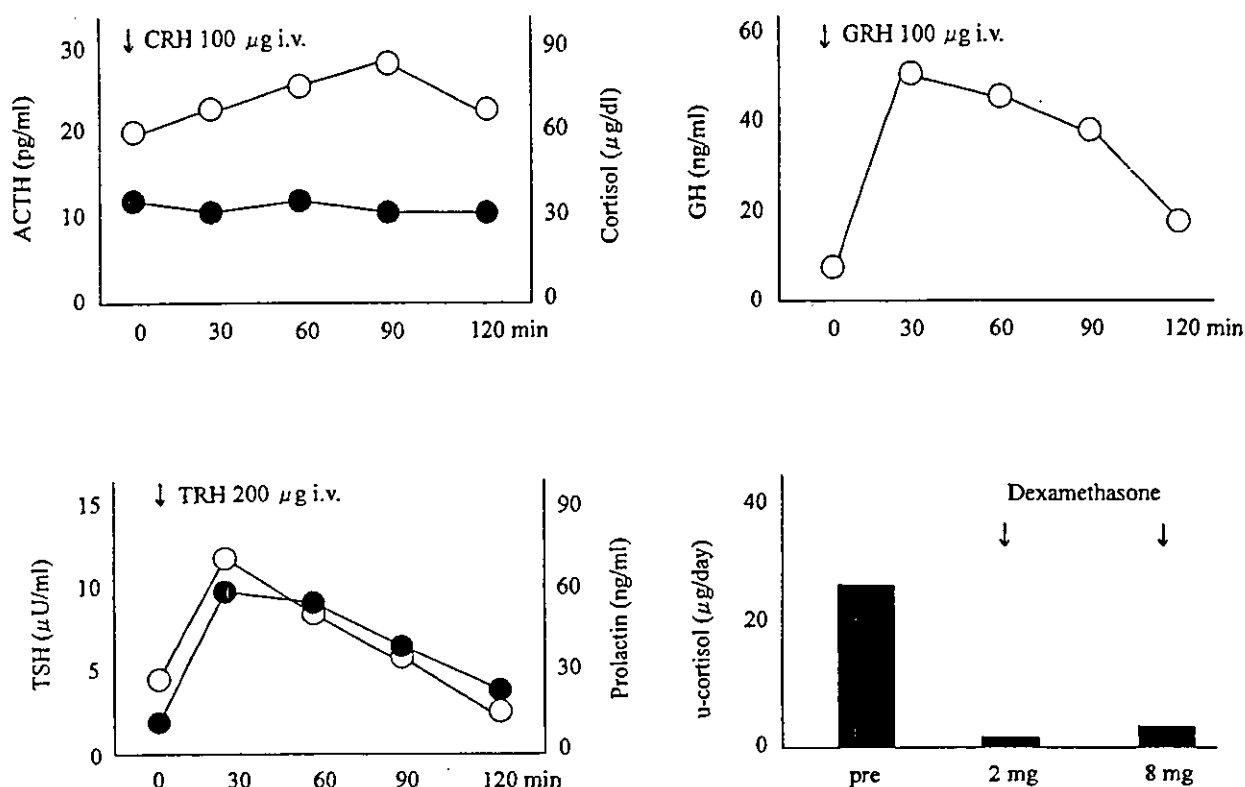 ↓ CRH 100 μg i.v.
ACTH (pg/ml)
30
20
10
0
Cortisol (μg/dl)
90
60
30
0
0 30 60 90 120 min
↓ GRH 100 μg i.v.
GH (ng/ml)
60
40
20
0
0 30 60 90 120 min
↓ TRH 200 μg i.v.
TSH (μU/ml)
15
10
5
0
Prolactin (ng/ml)
90
60
30
0
0 30 60 90 120 min
Dexamethasone
↓ ↓
u-cortisol (μg/day)
40
20
0
pre 2 mg 8 mg